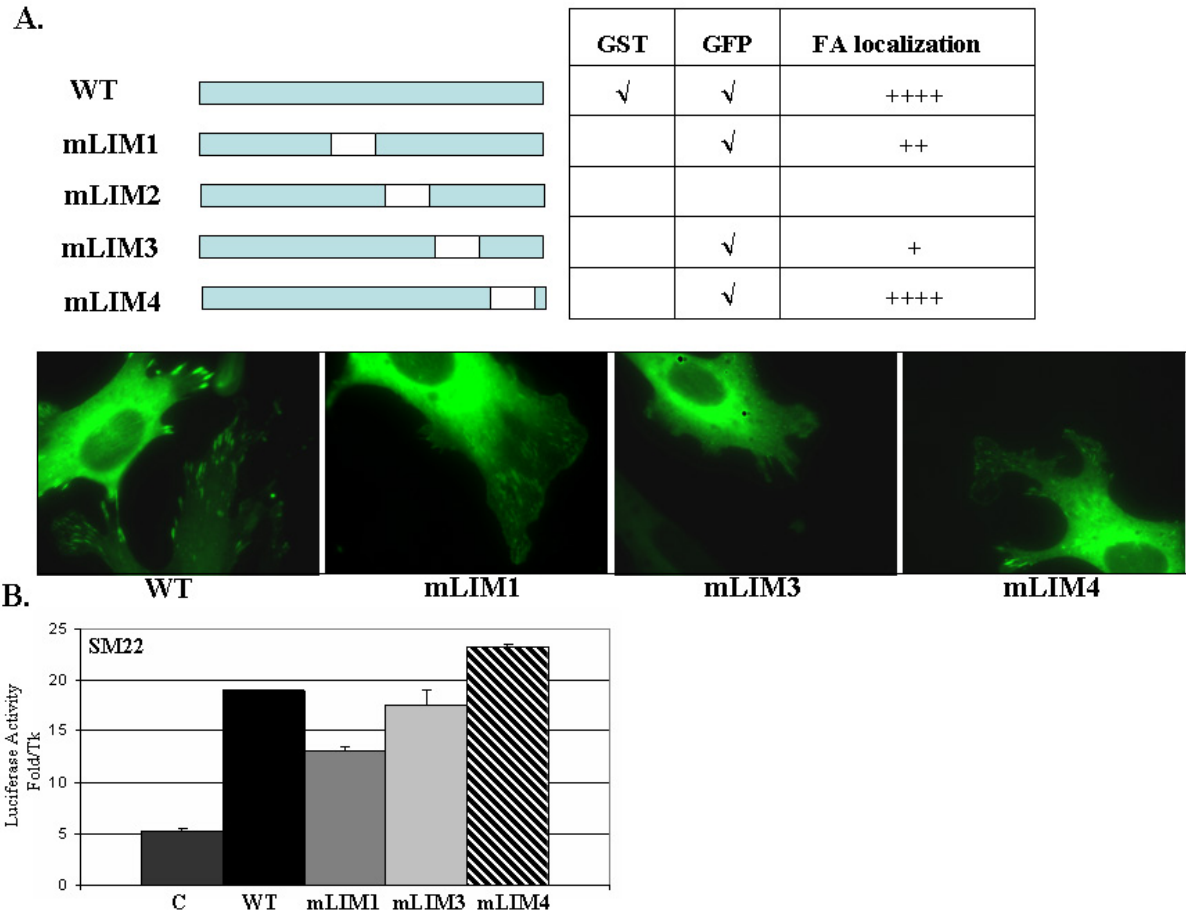 A.
GST GFP FA localization
WT √ √ ++++
mLIM1 √ ++
mLIM2
mLIM3 √ +
mLIM4 √ ++++
WT mLIM1 mLIM3 mLIM4
B.
SM22
Luciferase Activity
Fold/Tk
25
20
15
10
5
0
C WT mLIM1 mLIM3 mLIM4